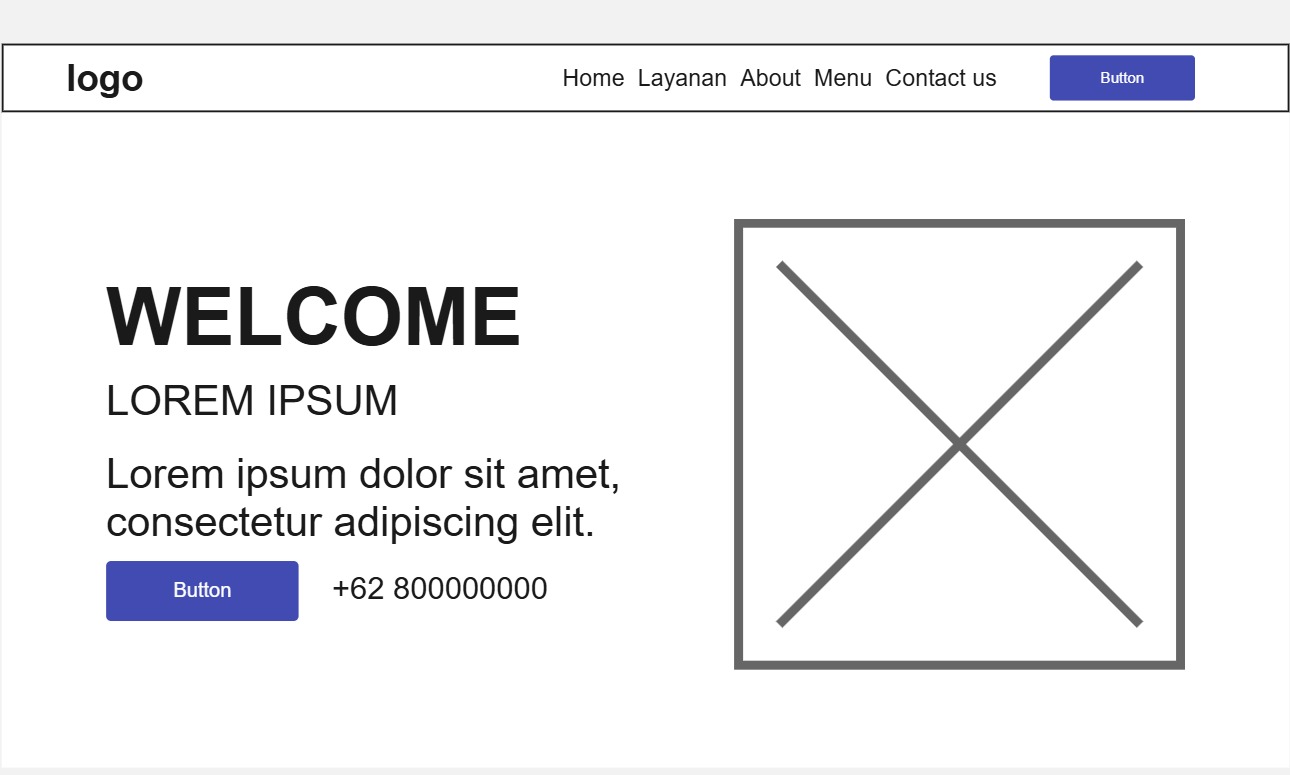 logo
Home Layanan About Menu Contact us
Button
WELCOME
LOREM IPSUM
Lorem ipsum dolor sit amet,
consectetur adipiscing elit.
Button
+62 800000000